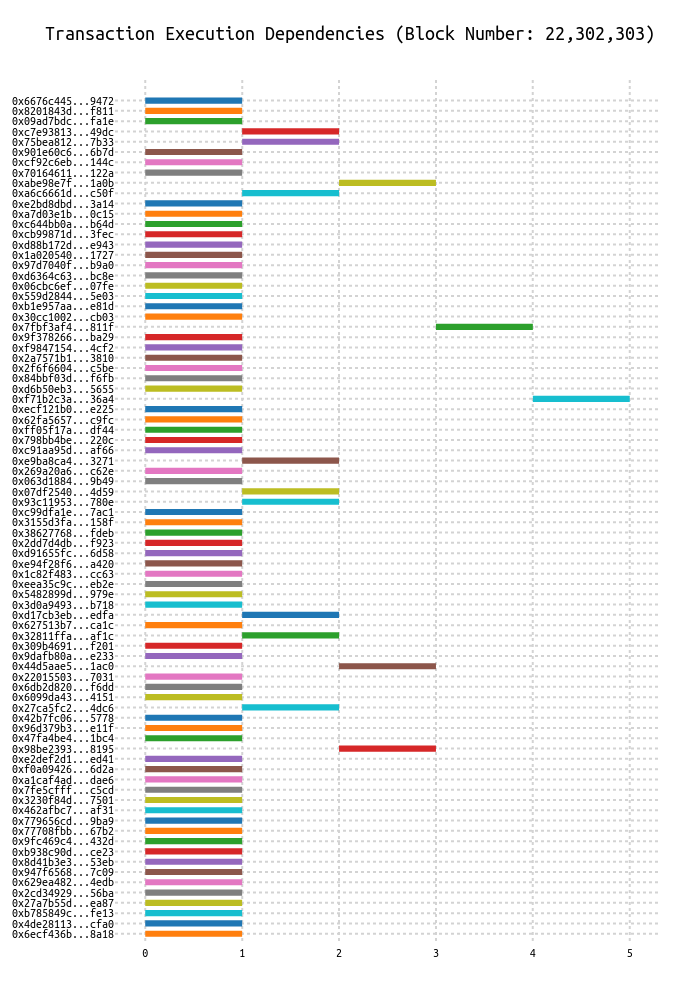 Transaction Execution Dependencies (Block Number: 22,302,303)
0x6676c445...9472
0x8201843d...f811
0x09ad7bdc...fa1e
0xc7e93813...49dc
0x75bea812...7b33
0x901e60c6...6b7d
0xcf92c6eb...144c
0x70164611...122a
0xabe98e7f...1a0b
0xa6c6661d...c50f
0xe2bd8dbd...3a14
0xa7d03e1b...0c15
0xc644bb0a...b64d
0xcb99871d...3fec
0xd88b172d...e943
0x1a020540...1727
0x97d7040f...b9a0
0xd6364c63...bc8e
0x06cbc6ef...07fe
0x559d2844...5e03
0xb1e957aa...e81d
0x30cc1002...cb03
0x7fbf3af4...811f
0x9f378266...ba29
0xf9847154...4cf2
0x2a7571b1...3810
0x2f6f6604...c5be
0x84bbf03d...f6fb
0xd6b50eb3...5655
0xf71b2c3a...36a4
0xecf121b0...e225
0x62fa5657...c9fc
0xff05f17a...df44
0x798bb4be...220c
0xc91aa95d...af66
0xe9ba8ca4...3271
0x269a20a6...c62e
0x063d1884...9b49
0x07df2540...4d59
0x93c11953...780e
0xc99dfa1e...7ac1
0x3155d3fa...158f
0x38627768...fdeb
0x2dd7d4db...f923
0xd91655fc...6d58
0xe94f28f6...a420
0x1c82f483...cc63
0xeea35c9c...eb2e
0x5482899d...979e
0x3d0a9493...b718
0xd17cb3eb...edfa
0x627513b7...ca1c
0x32811ffa...af1c
0x309b4691...f201
0x9dafb80a...e233
0x44d5aae5...1ac0
0x22015503...7031
0x6db2d820...f6dd
0x6099da43...4151
0x27ca5fc2...4dc6
0x42b7fc06...5778
0x96d379b3...e11f
0x47fa4be4...1bc4
0x98be2393...8195
0xe2def2d1...ed41
0xf0a09426...6d2a
0xa1caf4ad...dae6
0x7fe5cfff...c5cd
0x3230f84d...7501
0x462afbc7...af31
0x779656cd...9ba9
0x77708fbb...67b2
0x9fc469c4...432d
0xb938c90d...ce23
0x8d41b3e3...53eb
0x947f6568...7c09
0x629ea482...4edb
0x2cd34929...56ba
0x27a7b55d...ea87
0xb785849c...fe13
0x4de28113...cfa0
0x6ecf436b...8a18
0 1 2 3 4 5